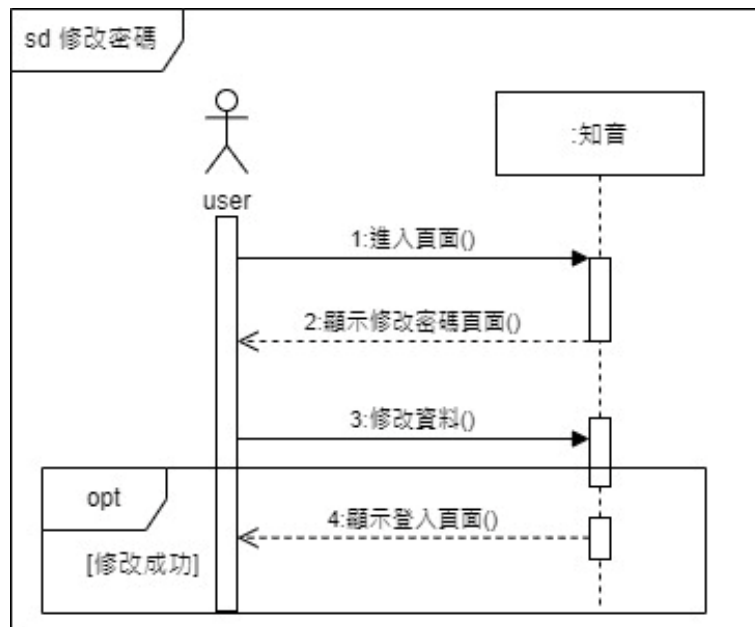 sd 修改密碼
user
:知音
1:進入頁面()
2:顯示修改密碼頁面()
3:修改資料()
opt
4:顯示登入頁面()
[修改成功]